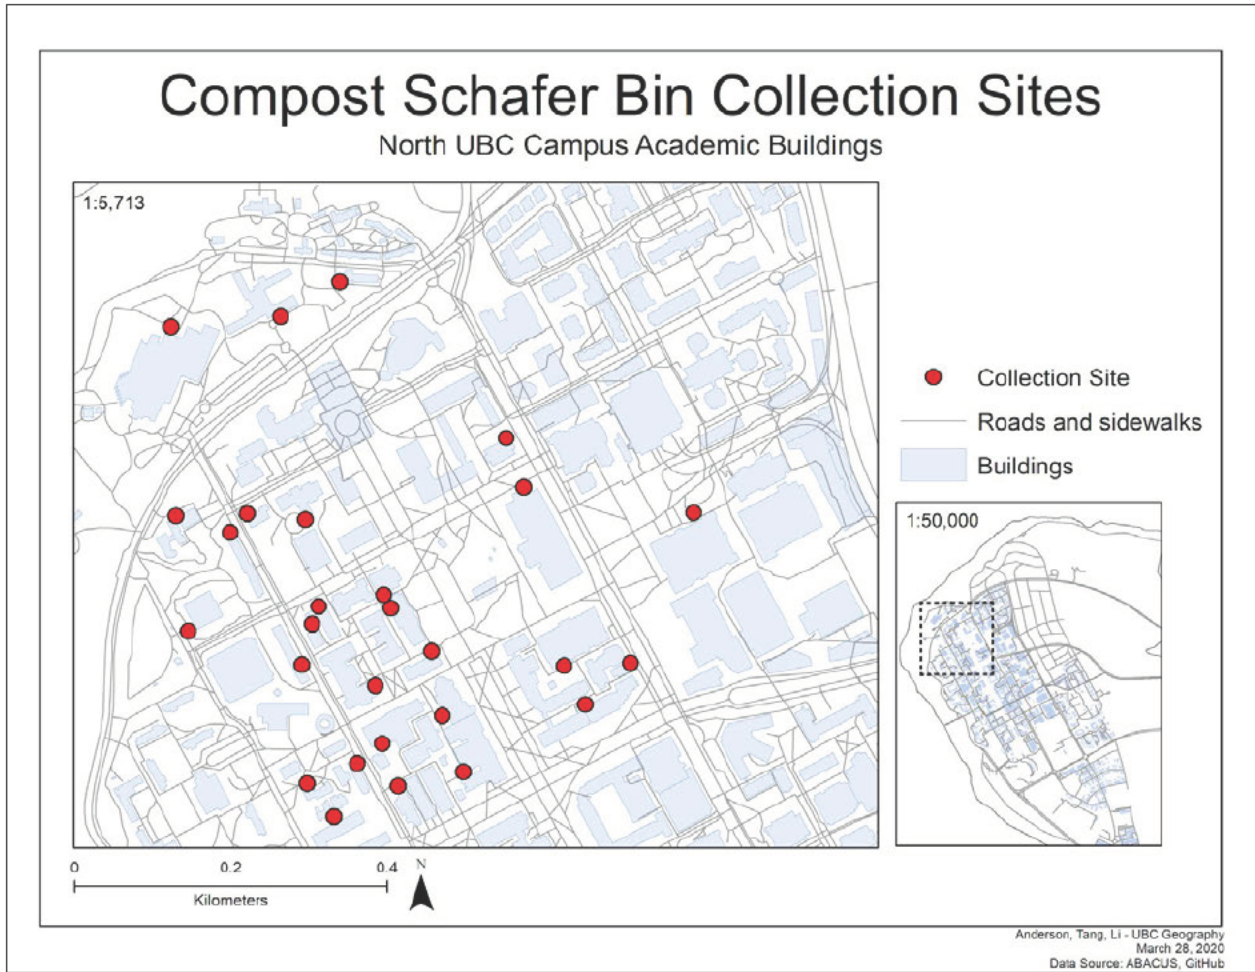 Compost Schafer Bin Collection Sites
North UBC Campus Academic Buildings
1:5,713
Collection Site
Roads and sidewalks
Buildings
1:50,000
0 0.2 0.4
Kilometers
N
Anderson, Tang, Li - UBC Geography
March 28, 2020
Data Source: ABACUS, GitHub